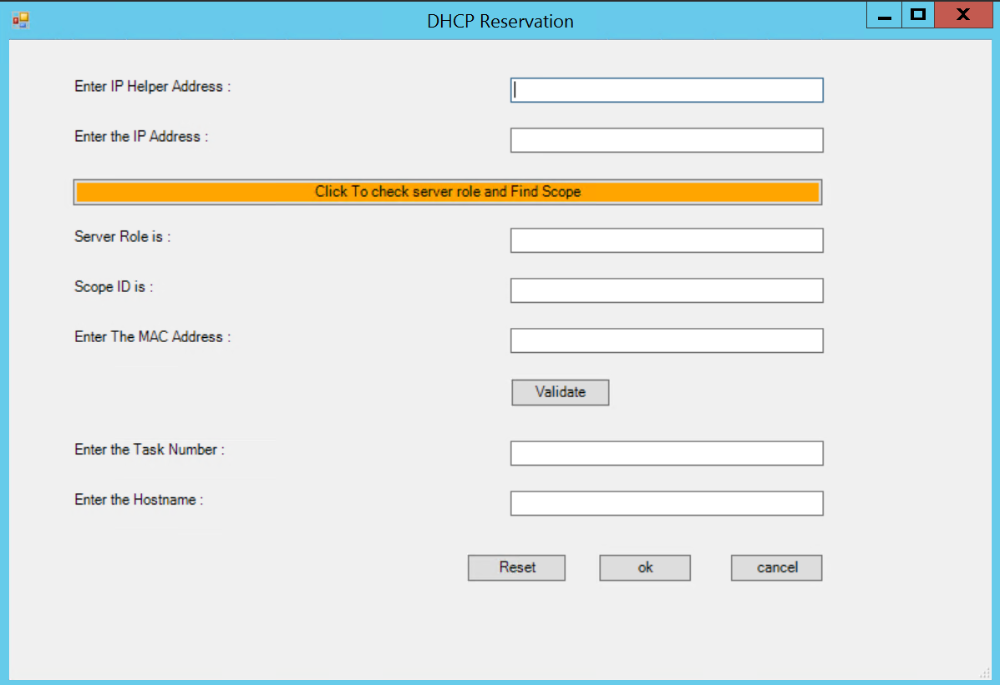 DHCP Reservation
Enter IP Helper Address :
Enter the IP Address :
Click To check server role and Find Scope
Server Role is :
Scope ID is :
Enter The MAC Address :
Validate
Enter the Task Number :
Enter the Hostname :
Reset ok cancel